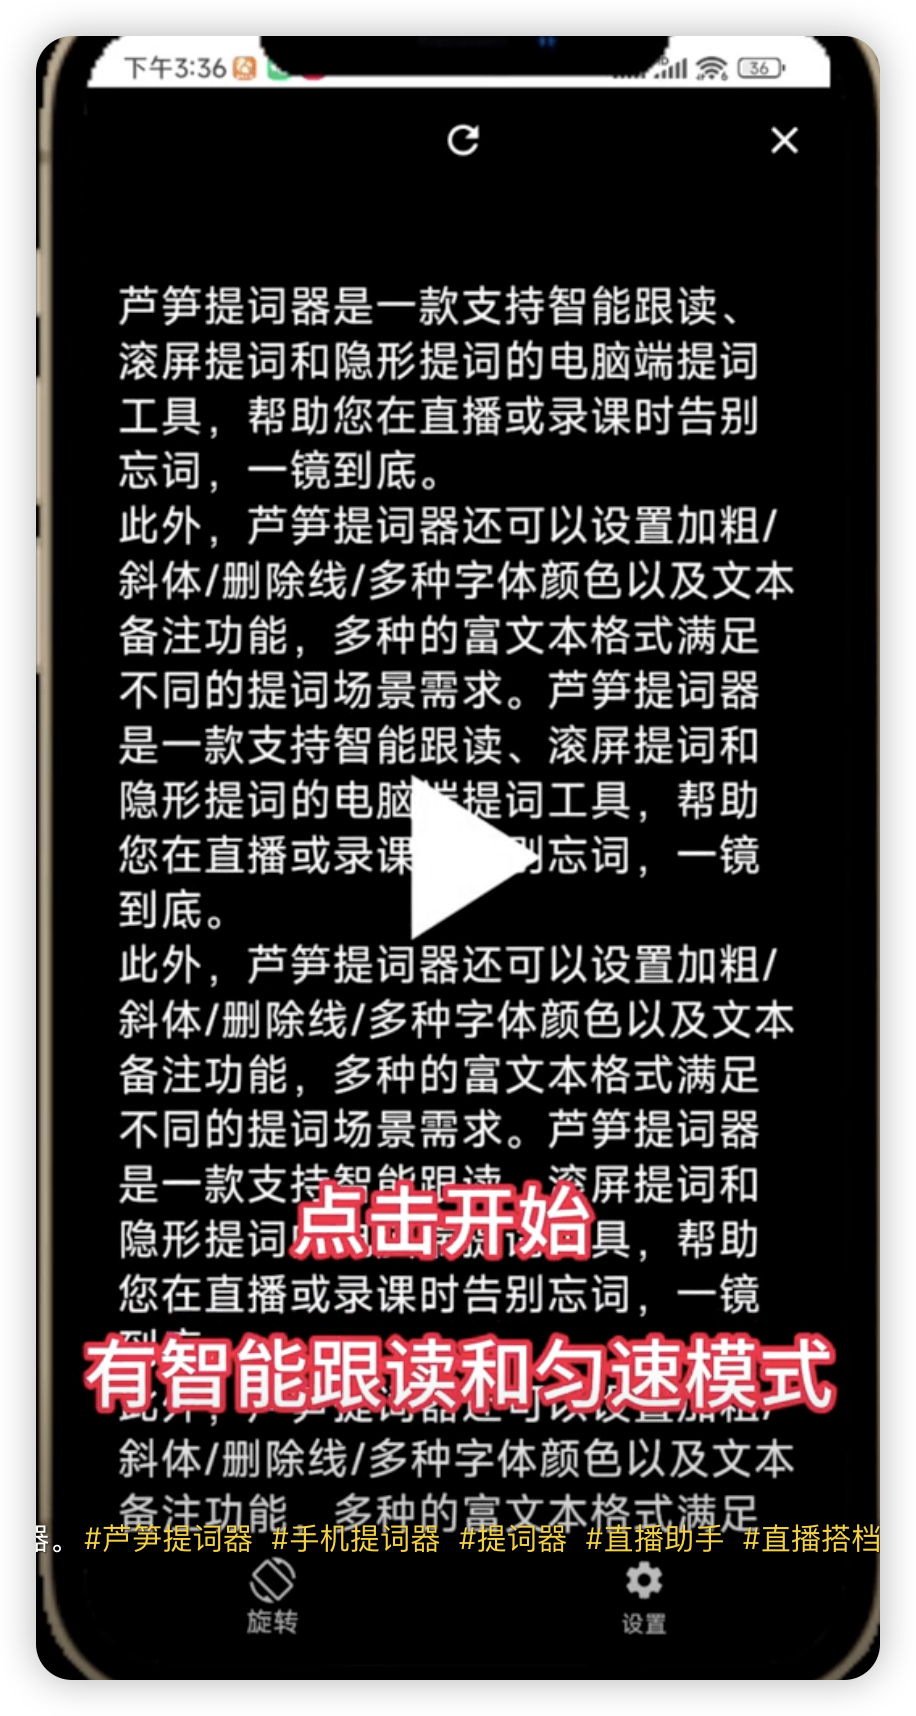 下午3:36
36
芦笋提词器是一款支持智能跟读、
滚屏提词和隐形提词的电脑端提词
工具，帮助您在直播或录课时告别
忘词，一镜到底。
此外，芦笋提词器还可以设置加粗/
斜体/删除线/多种字体颜色以及文本
备注功能，多种的富文本格式满足
不同的提词场景需求。芦笋提词器
是一款支持智能跟读、滚屏提词和
隐形提词的电脑端提词工具，帮助
您在直播或录课 别忘词，一镜
到底。
此外，芦笋提词器还可以设置加粗/
斜体/删除线/多种字体颜色以及文本
备注功能，多种的富文本格式满足
不同的提词场景需求。芦笋提词器
是一款支持智能跟读、滚屏提词和
点击开始
隐形提词 具，帮助
您在直播或录课时告别忘词，一镜
有智能跟读和匀速模式
此外，芦笋提词器还可以设置加粗/
斜体/删除线/多种字体颜色以及文本
备注功能，多种的富文本格式满足
器。#芦笋提词器 #手机提词器 #提词器 #直播助手 #直播搭档
旋转
设置